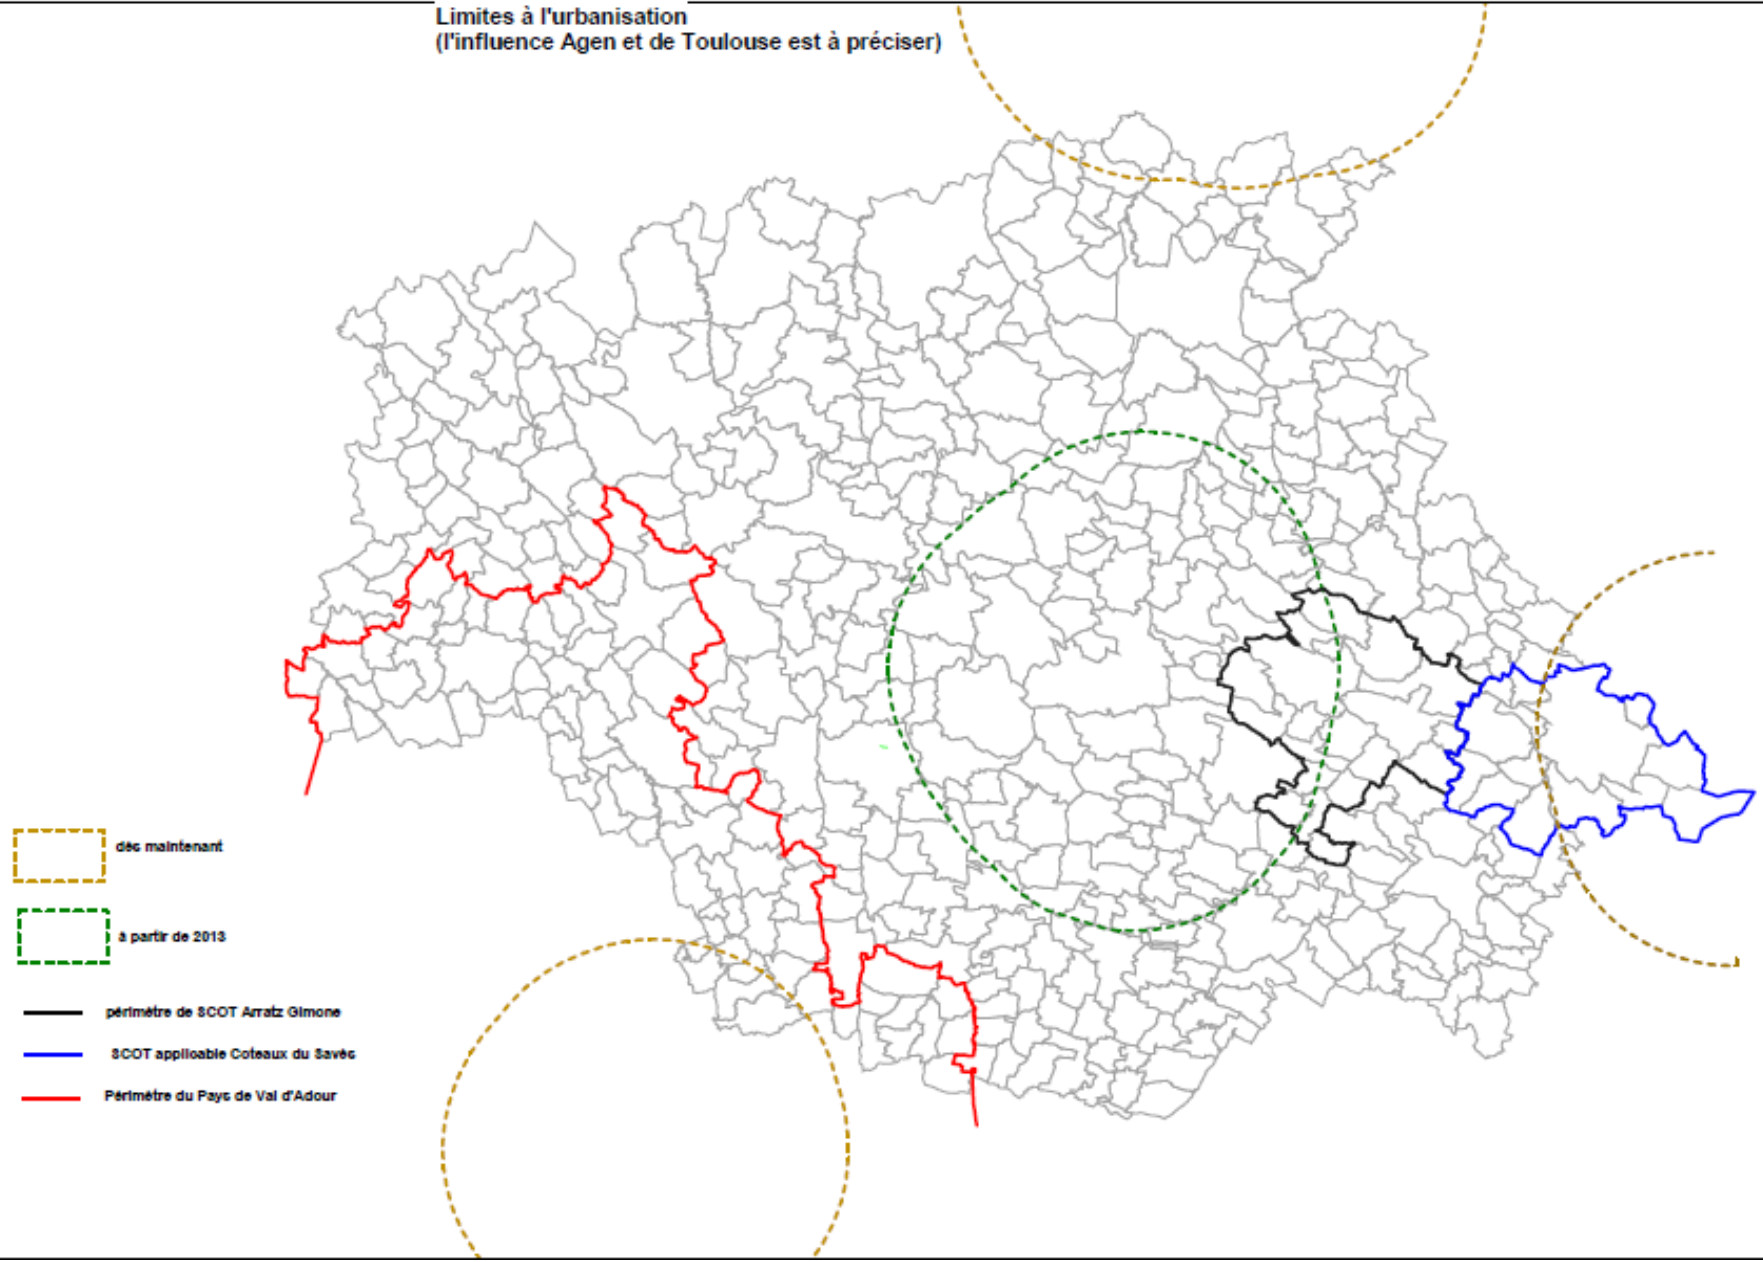 Limites à l'urbanisation
(l'influence Agen et de Toulouse est à préciser)
dès maintenant
à partir de 2013
périmètre de SCOT Arratz Gimone
SCOT applicable Coteaux du Savès
Périmètre du Pays de Val d'Adour